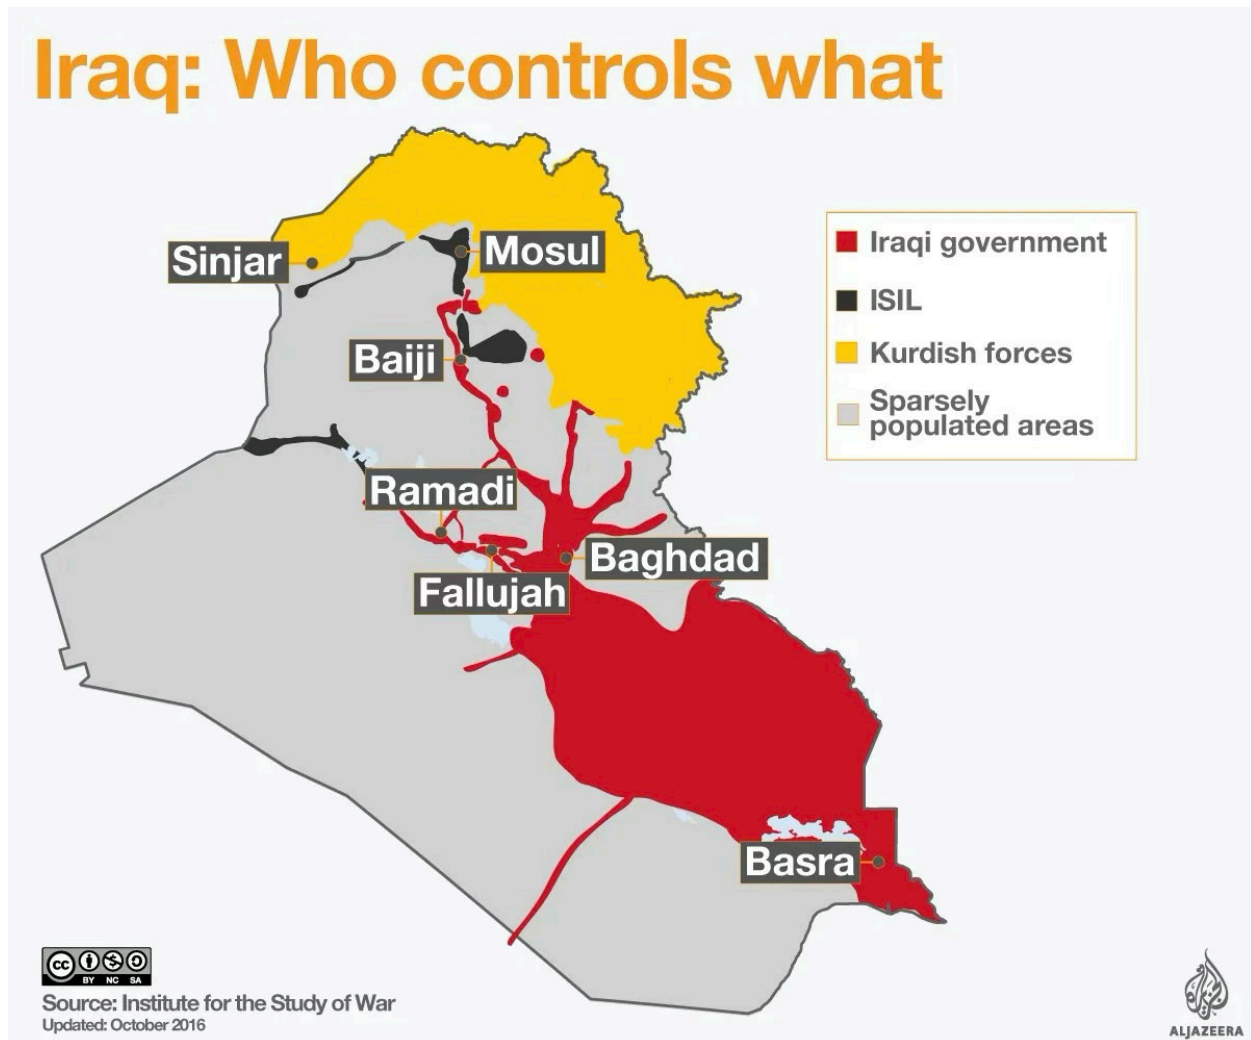 Iraq: Who controls what
Sinjar
Mosul
Baiji
Ramadi
Fallujah
Baghdad
Basra
Iraqi government
ISIL
Kurdish forces
Sparsely
populated areas
cc
BY NC SA
Source: Institute for the Study of War
Updated: October 2016
ALJAZEERA